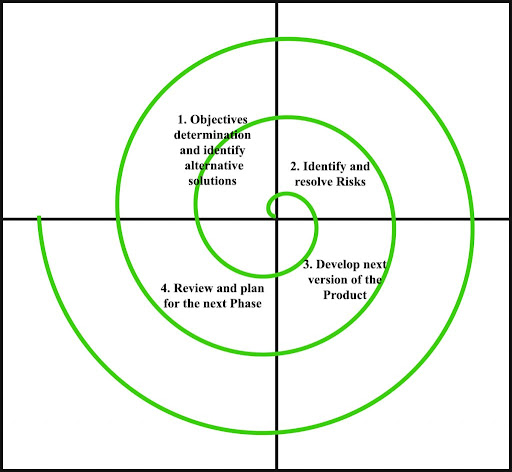 1. Objectives
determination
and identify
alternative
solutions
2. Identify and
resolve Risks
3. Develop next
version of the
Product
4. Review and plan
for the next Phase